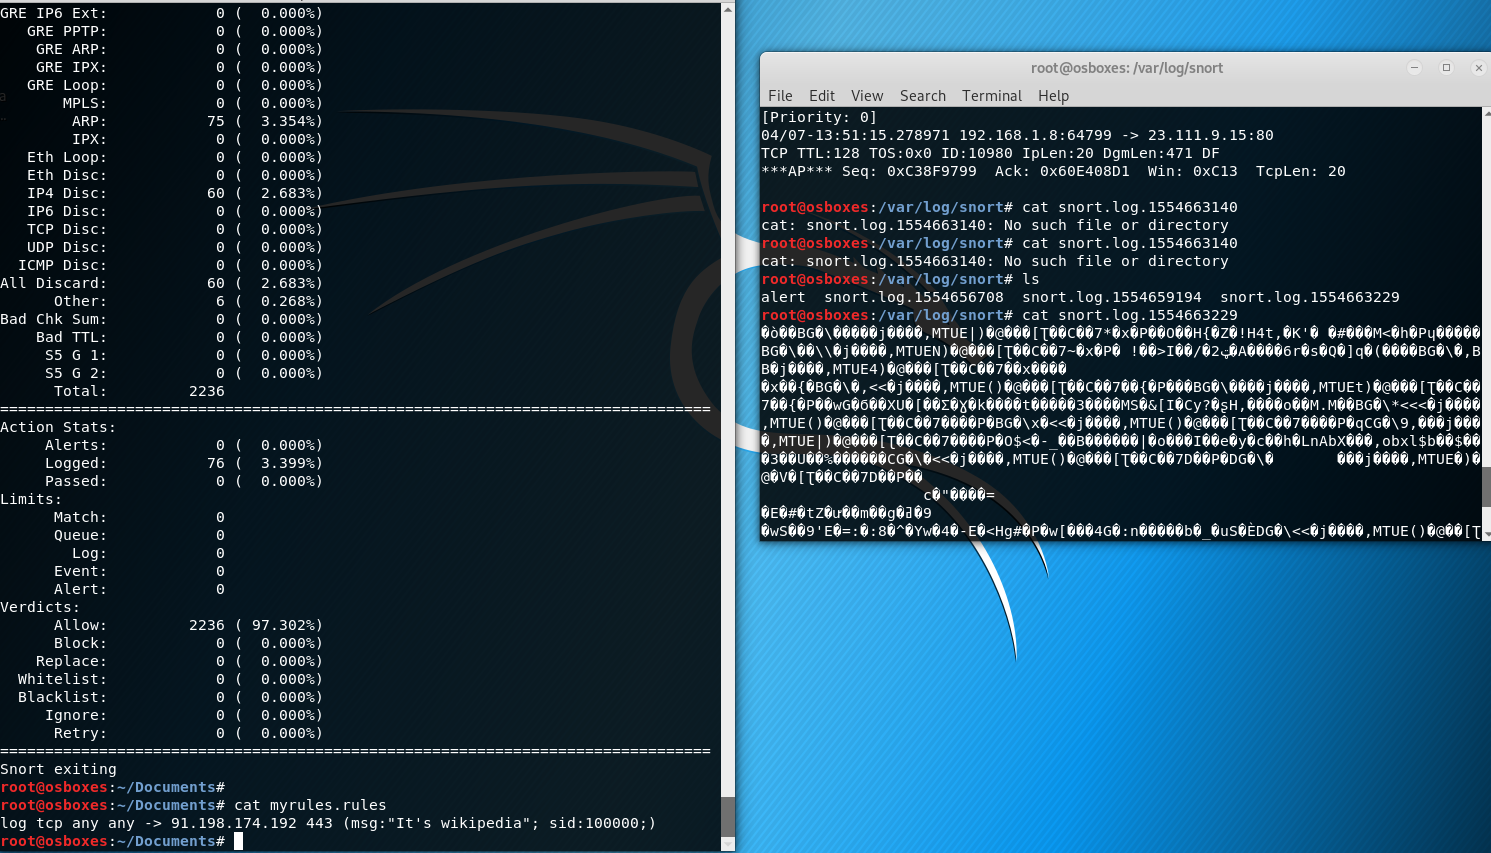 GRE IP6 Ext: 0 ( 0.000%)
GRE PPTP: 0 ( 0.000%)
GRE ARP: 0 ( 0.000%)
GRE IPX: 0 ( 0.000%)
GRE Loop: 0 ( 0.000%)
MPLS: 0 ( 0.000%)
ARP: 75 ( 3.354%)
IPX: 0 ( 0.000%)
Eth Loop: 0 ( 0.000%)
Eth Disc: 0 ( 0.000%)
IP4 Disc: 60 ( 2.683%)
IP6 Disc: 0 ( 0.000%)
TCP Disc: 0 ( 0.000%)
UDP Disc: 0 ( 0.000%)
ICMP Disc: 0 ( 0.000%)
All Discard: 60 ( 2.683%)
Other: 6 ( 0.268%)
Bad Chk Sum: 0 ( 0.000%)
Bad TTL: 0 ( 0.000%)
S5 G 1: 0 ( 0.000%)
S5 G 2: 0 ( 0.000%)
Total: 2236
===============================================================================
Action Stats:
Alerts: 0 ( 0.000%)
Logged: 76 ( 3.399%)
Passed: 0 ( 0.000%)
Limits:
Match: 0
Queue: 0
Log: 0
Event: 0
Alert: 0
Verdicts:
Allow: 2236 ( 97.302%)
Block: 0 ( 0.000%)
Replace: 0 ( 0.000%)
Whitelist: 0 ( 0.000%)
Blacklist: 0 ( 0.000%)
Ignore: 0 ( 0.000%)
Retry: 0 ( 0.000%)
===============================================================================
Snort exiting
root@osboxes:~/Documents#
root@osboxes:~/Documents# cat myrules.rules
log tcp any any -> 91.198.174.192 443 (msg:"It's wikipedia"; sid:100000;)
root@osboxes:~/Documents#
root@osboxes: /var/log/snort
File Edit View Search Terminal Help
[Priority: 0]
04/07-13:51:15.278971 192.168.1.8:64799 -> 23.111.9.15:80
TCP TTL:128 TOS:0x0 ID:10980 IpLen:20 DgmLen:471 DF
***AP*** Seq: 0xC38F9799 Ack: 0x60E408D1 Win: 0xC13 TcpLen: 20
root@osboxes:/var/log/snort# cat snort.log.1554663140
cat: snort.log.1554663140: No such file or directory
root@osboxes:/var/log/snort# cat snort.log.1554663140
cat: snort.log.1554663140: No such file or directory
root@osboxes:/var/log/snort# ls
alert snort.log.1554656708 snort.log.1554659194 snort.log.1554663229
root@osboxes:/var/log/snort# cat snort.log.1554663229